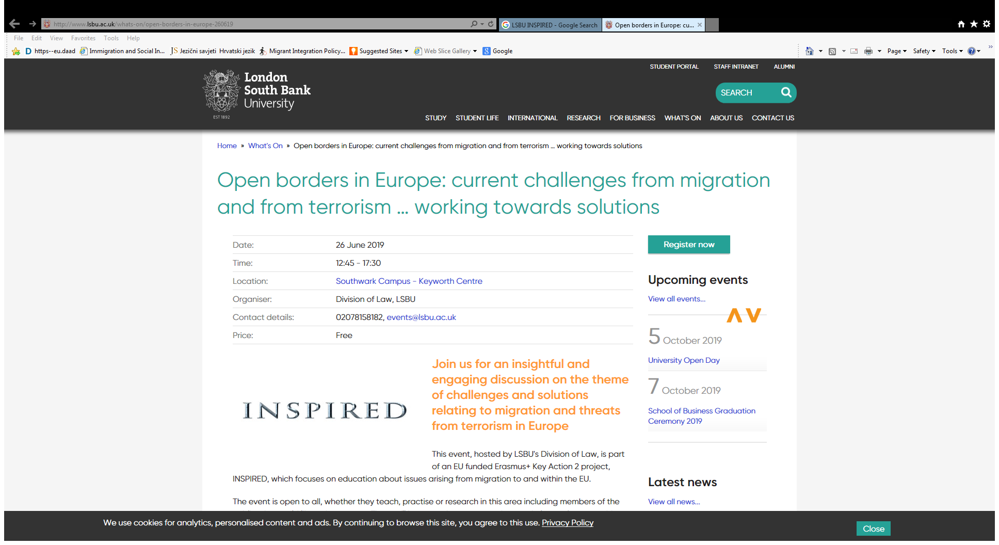 http://www.lsbu.ac.uk/whats-on/open-borders-in-europe-260619
LSBU INSPIRED - Google Search
Open borders in Europe: cu...
File Edit View Favorites Tools Help
https--eu.daad
Immigration and Social In...
Jezični savjeti Hrvatski jezik
Migrant Integration Policy...
Suggested Sites
Web Slice Gallery
Google
Page Safety Tools
STUDENT PORTAL STAFF INTRANET ALUMNI
London
South Bank
University
EST 1892
SEARCH
STUDY STUDENT LIFE INTERNATIONAL RESEARCH FOR BUSINESS WHAT'S ON ABOUT US CONTACT US
Home » What's On » Open borders in Europe: current challenges from migration and from terrorism ... working towards solutions
Open borders in Europe: current challenges from migration
and from terrorism ... working towards solutions
Date: 26 June 2019
Time: 12:45 - 17:30
Location: Southwark Campus - Keyworth Centre
Organiser: Division of Law, LSBU
Contact details: 02078158182, events@lsbu.ac.uk
Price: Free
INSPIRED
Join us for an insightful and
engaging discussion on the theme
of challenges and solutions
relating to migration and threats
from terrorism in Europe
This event, hosted by LSBU's Division of Law, is part
of an EU funded Erasmus+ Key Action 2 project,
INSPIRED, which focuses on education about issues arising from migration to and within the EU.
The event is open to all, whether they teach, practise or research in this area including members of the
Register now
Upcoming events
View all events...
5 October 2019
University Open Day
7 October 2019
School of Business Graduation
Ceremony 2019
Latest news
View all news...
We use cookies for analytics, personalised content and ads. By continuing to browse this site, you agree to this use. Privacy Policy
Close